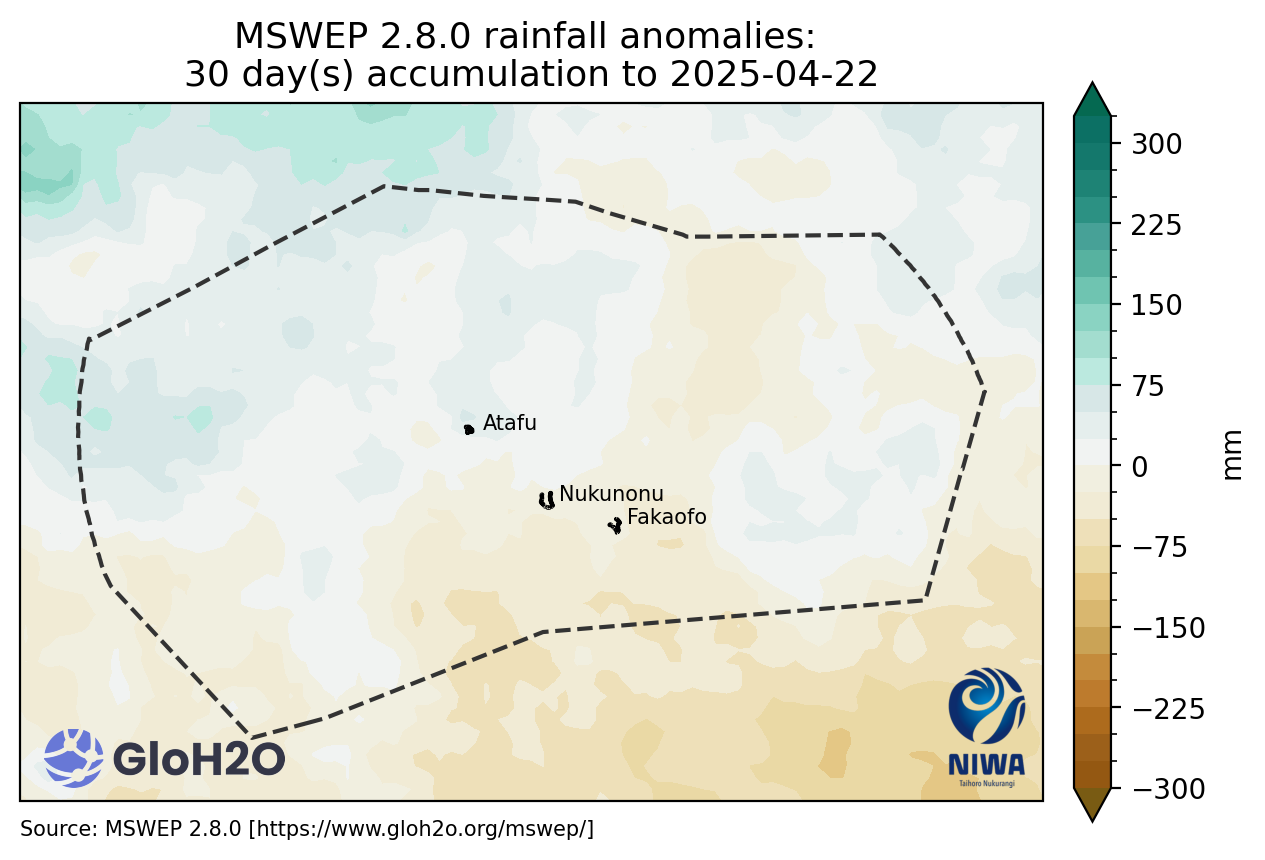 MSWEP 2.8.0 rainfall anomalies:
30 day(s) accumulation to 2025-04-22
300
225
150
75
0
−75
−150
−225
−300
mm
Atafu
Nukunonu
Fakaofo
GloH2O
NIWA
Taihoro Nukurangi
Source: MSWEP 2.8.0 [https://www.gloh2o.org/mswep/]